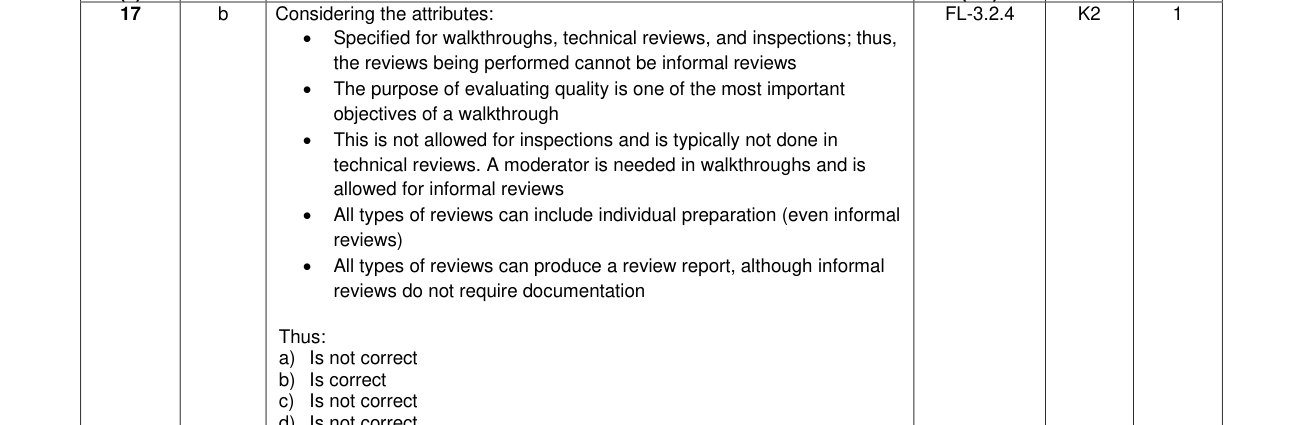 17 b Considering the attributes: FL-3.2.4 K2 1
• Specified for walkthroughs, technical reviews, and inspections; thus,
the reviews being performed cannot be informal reviews
• The purpose of evaluating quality is one of the most important
objectives of a walkthrough
• This is not allowed for inspections and is typically not done in
technical reviews. A moderator is needed in walkthroughs and is
allowed for informal reviews
• All types of reviews can include individual preparation (even informal
reviews)
• All types of reviews can produce a review report, although informal
reviews do not require documentation
Thus:
a) Is not correct
b) Is correct
c) Is not correct
d) Is not correct